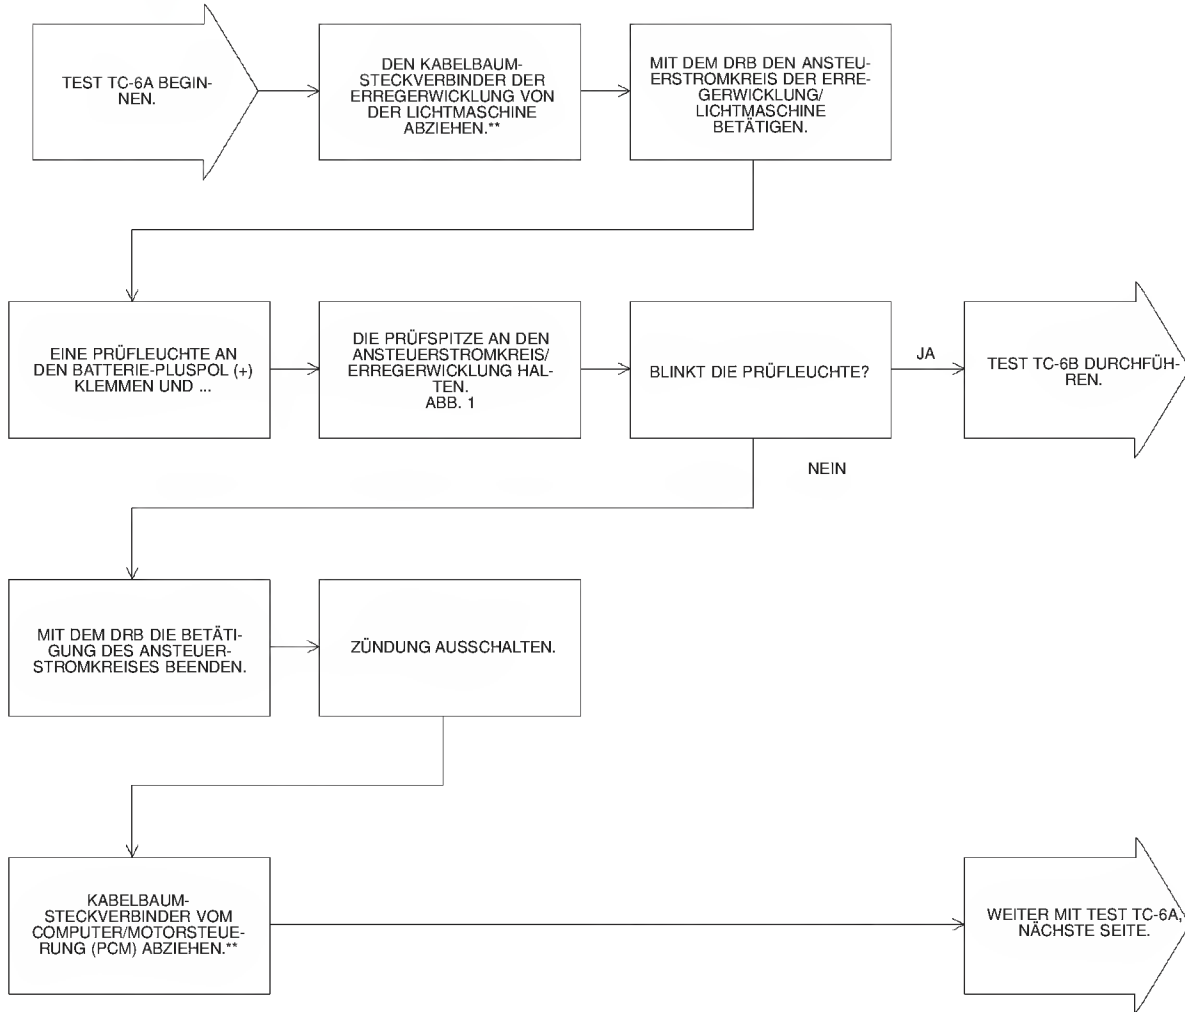 TEST TC-6A BEGIN-
NEN.
DEN KABELBAUM-
STECKVERBINDER DER
ERREGERWICKLUNG VON
DER LICHTMASCHINE
ABZIEHEN.**
MIT DEM DRB DEN ANSTEU-
ERSTROMKREIS DER ERRE-
GERWICKLUNG/
LICHTMASCHINE
BETÄTIGEN.
EINE PRÜFLEUCHTE AN
DEN BATTERIE-PLUSPOL (+)
KLEMMEN UND ...
DIE PRÜFSPITZE AN DEN
ANSTEUERSTROMKREIS/
ERREGERWICKLUNG HAL-
TEN.
ABB. 1
BLINKT DIE PRÜFLEUCHTE?
JA
TEST TC-6B DURCHFÜH-
REN.
NEIN
MIT DEM DRB DIE BETÄTI-
GUNG DES ANSTEUER-
STROMKREISES BEENDEN.
ZÜNDUNG AUSSCHALTEN.
KABELBAUM-
STECKVERBINDER VOM
COMPUTER/MOTORSTEUE-
RUNG (PCM) ABZIEHEN.**
WEITER MIT TEST TC-6A,
NÄCHSTE SEITE.